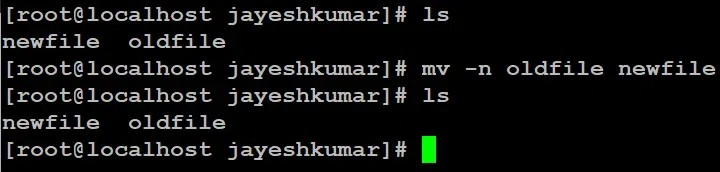 [root@localhost jayeshkumar]# ls
newfile  oldfile
[root@localhost jayeshkumar]# mv -n oldfile newfile
[root@localhost jayeshkumar]# ls
newfile  oldfile
[root@localhost jayeshkumar]#